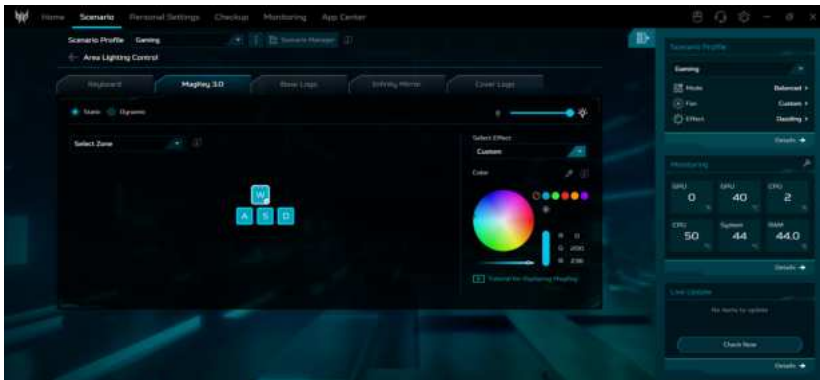 Home Scenario Personal Settings Checkup Monitoring App Center
Scenario Profile Gaming Scenario Manager
Area Lighting Control
Keyboard MagKey 3.0 Base Logo Infinity Mirror Cover Logo
Static Dynamic
Select Zone
Select Effect
Custom
Color
W
A S D
R 0
G 200
B 236
Tutorial for Replacing MagKey
Scenario Profile
Gaming
Mode Balanced
Fan Custom
Effect Dazzling
Details
Monitoring
GPU GPU CPU
0 40 2
CPU System RAM
50 44 44.0
Details
Live Update
No items to update
Check Now
Details